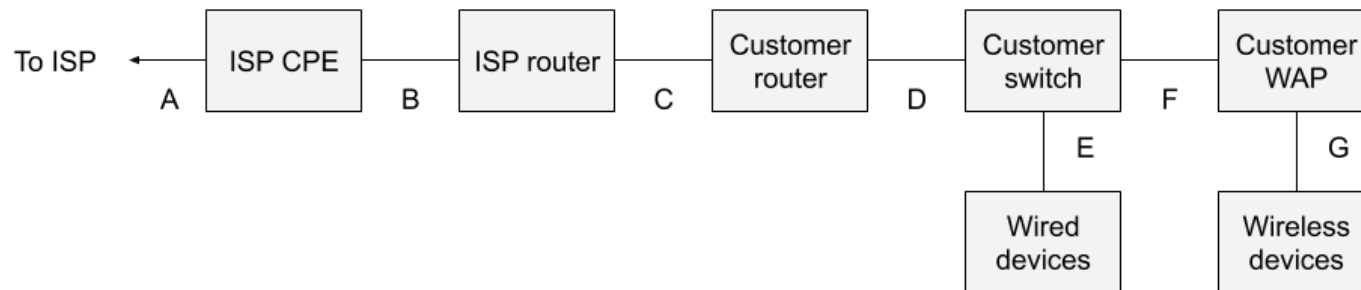 To ISP
A
ISP CPE
B
ISP router
C
Customer
router
D
Customer
switch
F
Customer
WAP
E
G
Wired
devices
Wireless
devices